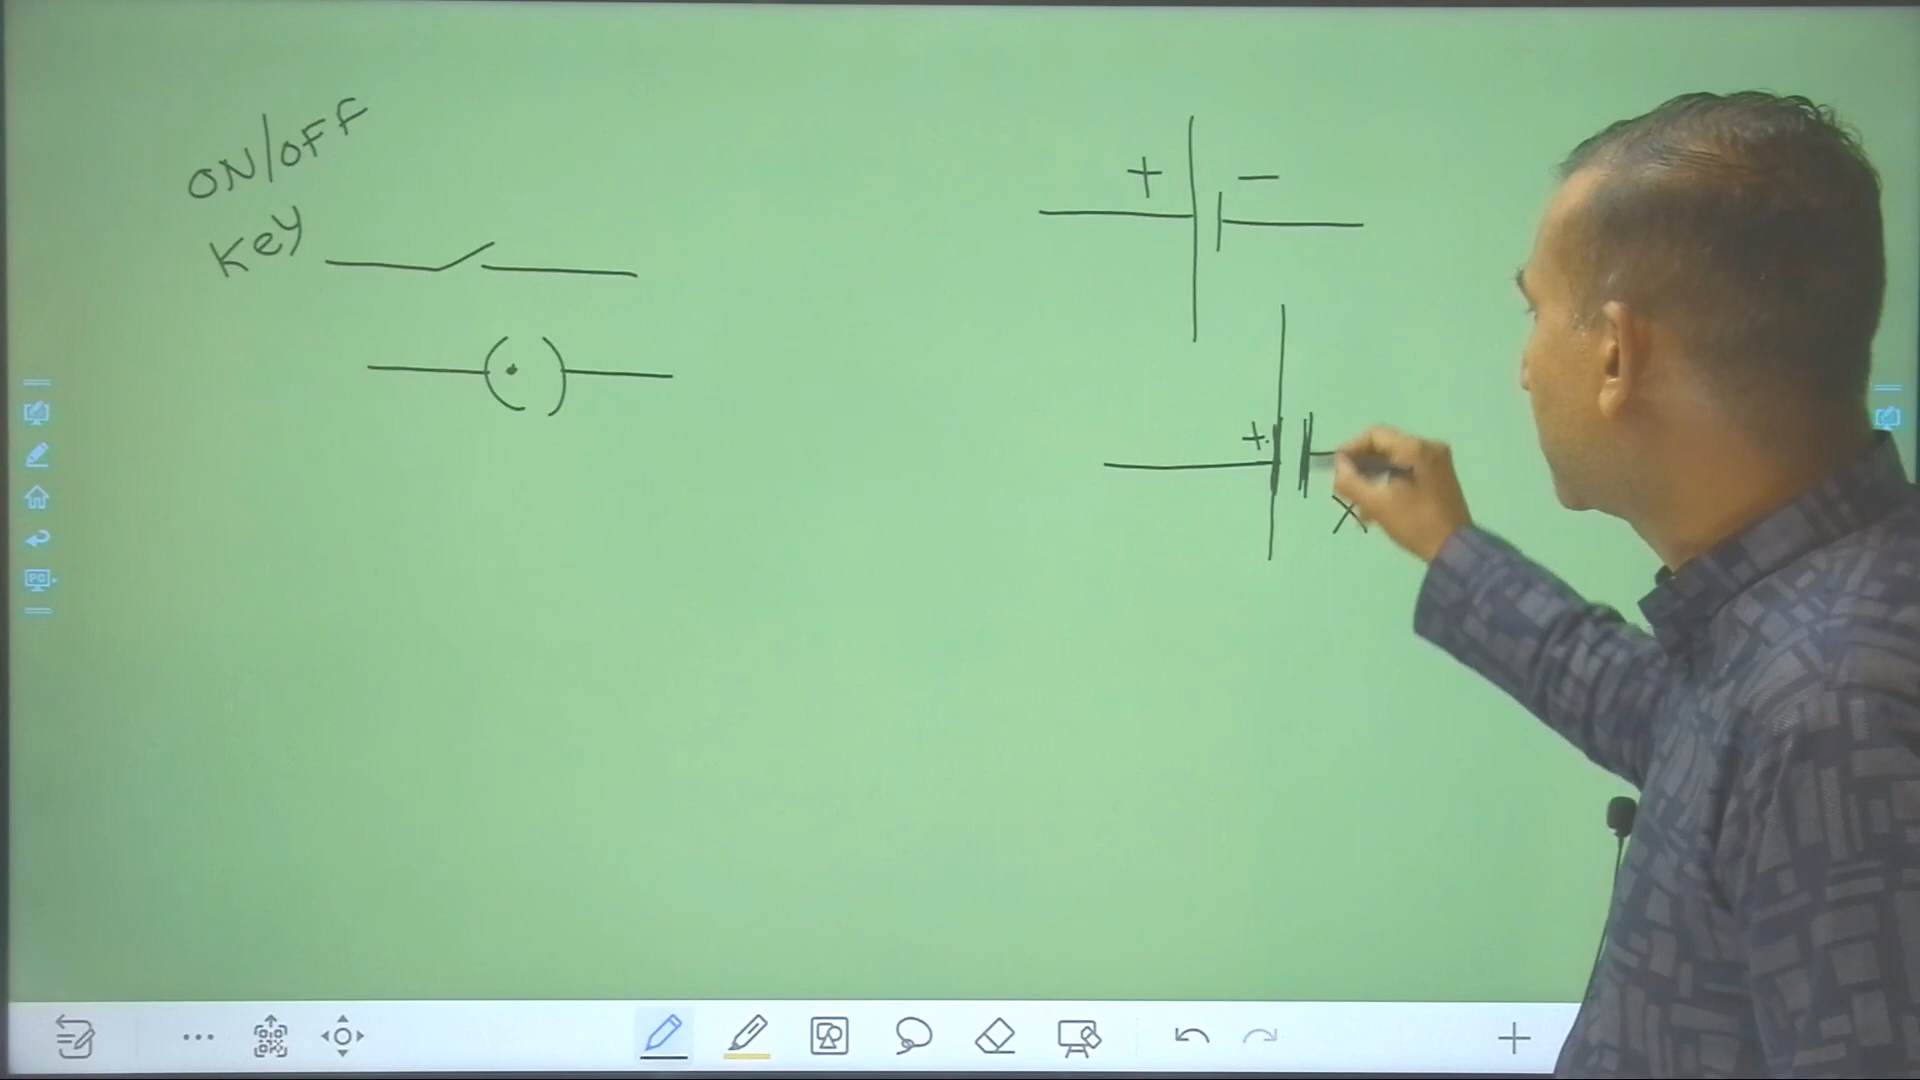 ON/OFF
Key
+ −
+
X